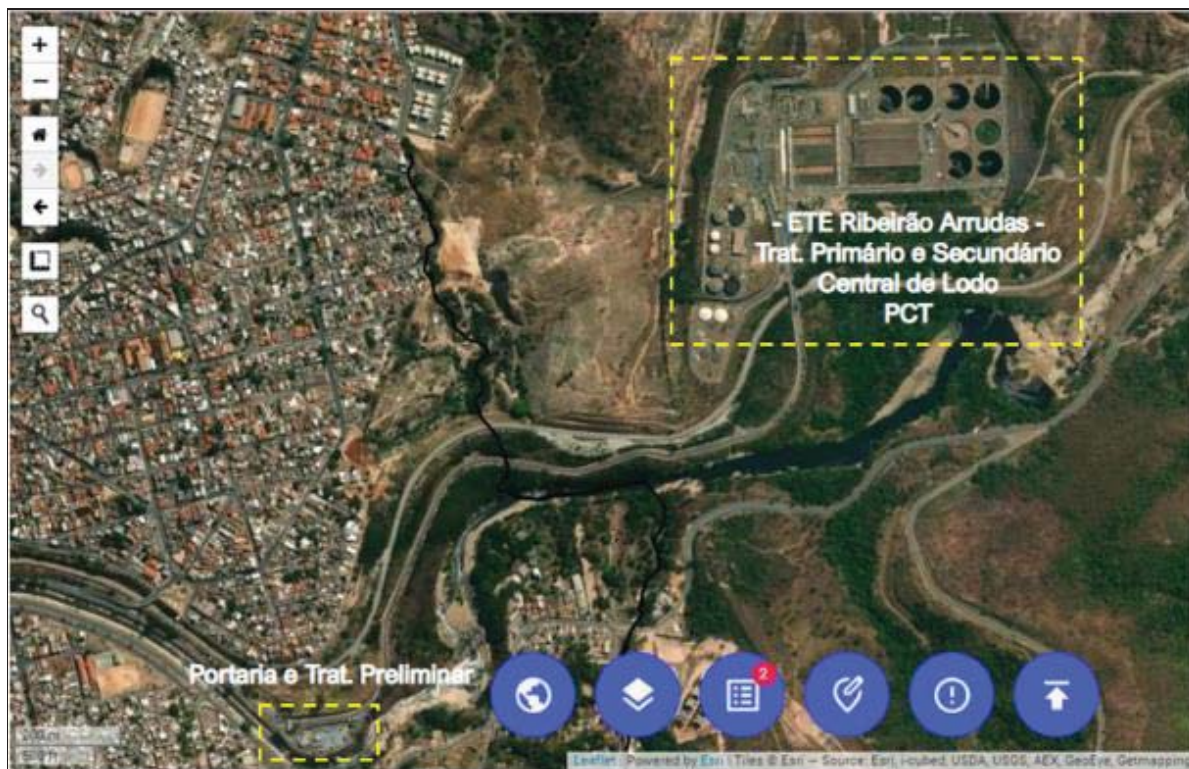 +
−
- ETE Ribeirão Arrudas -
Trat. Primário e Secundário
Central de Lodo
PCT
Portaria e Trat. Preliminar
2
Leaflet | Powered by Esri | Tiles © Esri — Source: Esri, i-cubed, USDA, USGS, AEX, GeoEye, Getmapping